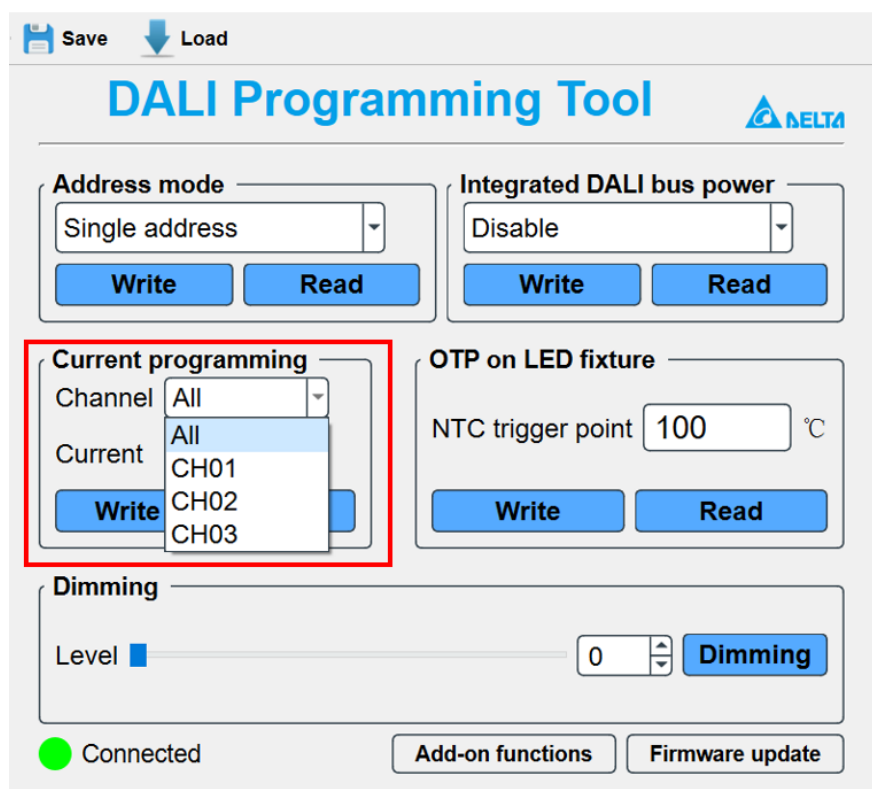 Save Load
DALI Programming Tool
DELTA
Address mode
Single address
Write Read
Integrated DALI bus power
Disable
Write Read
Current programming
Channel All
All
CH01
CH02
CH03
Current
Write
OTP on LED fixture
NTC trigger point 100 ℃
Write Read
Dimming
Level 0 Dimming
Connected Add-on functions Firmware update